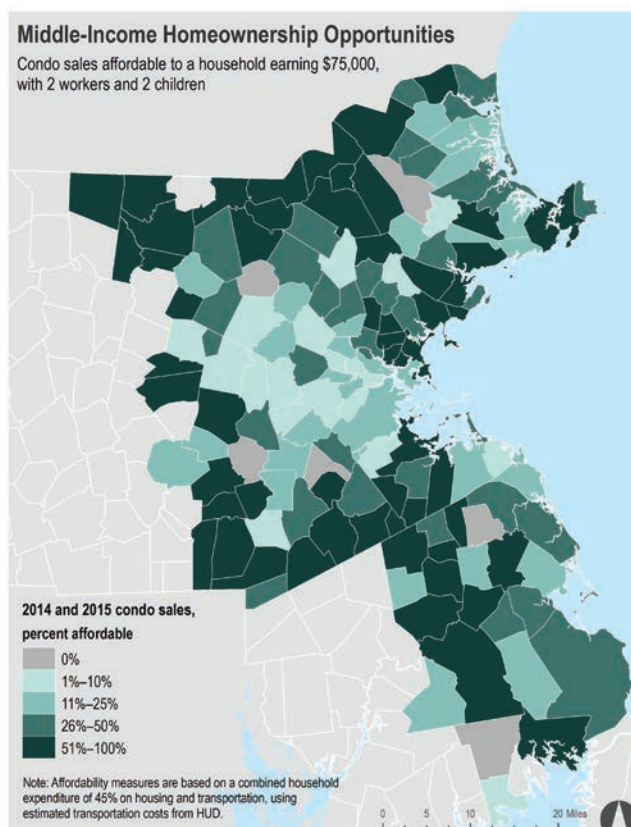 Middle-Income Homeownership Opportunities
Condo sales affordable to a household earning $75,000,
with 2 workers and 2 children
2014 and 2015 condo sales,
percent affordable
0%
1%–10%
11%–25%
26%–50%
51%–100%
Note: Affordability measures are based on a combined household
expenditure of 45% on housing and transportation, using
estimated transportation costs from HUD.
0 5 10 20 Miles